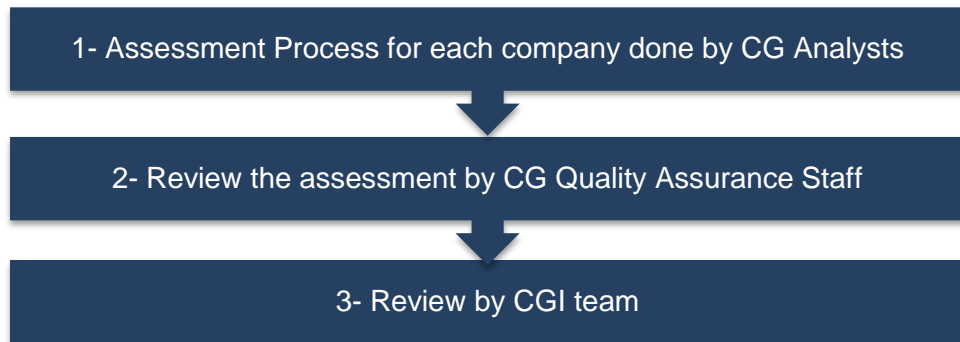 1- Assessment Process for each company done by CG Analysts
2- Review the assessment by CG Quality Assurance Staff
3- Review by CGI team